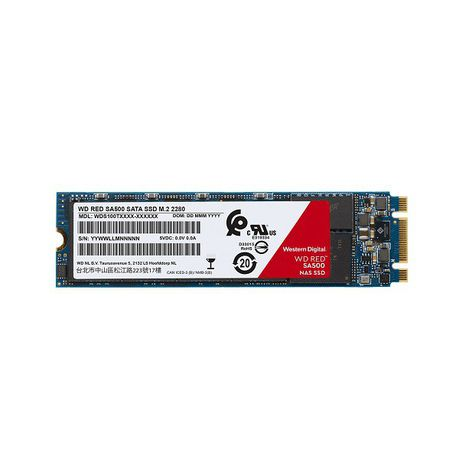 WD RED SA500 SATA SSD M.2 2280
MDL: WDS100TXXXX-XXXXXX
DOM: DD MMM YYYY
S/N: YYWWLLMNNNNN
5VDC: 0.0V 0.0A
WD NL G.V. Taurusavenue 5, 2132 LS Hoofddorp NL
台北市中山區松江路223號17樓
CAN ICES-3 (B)/ NMB-3(B)
c US
E319534
D33015
RoHS
20
Western Digital
WD RED
SA500
NAS SSD